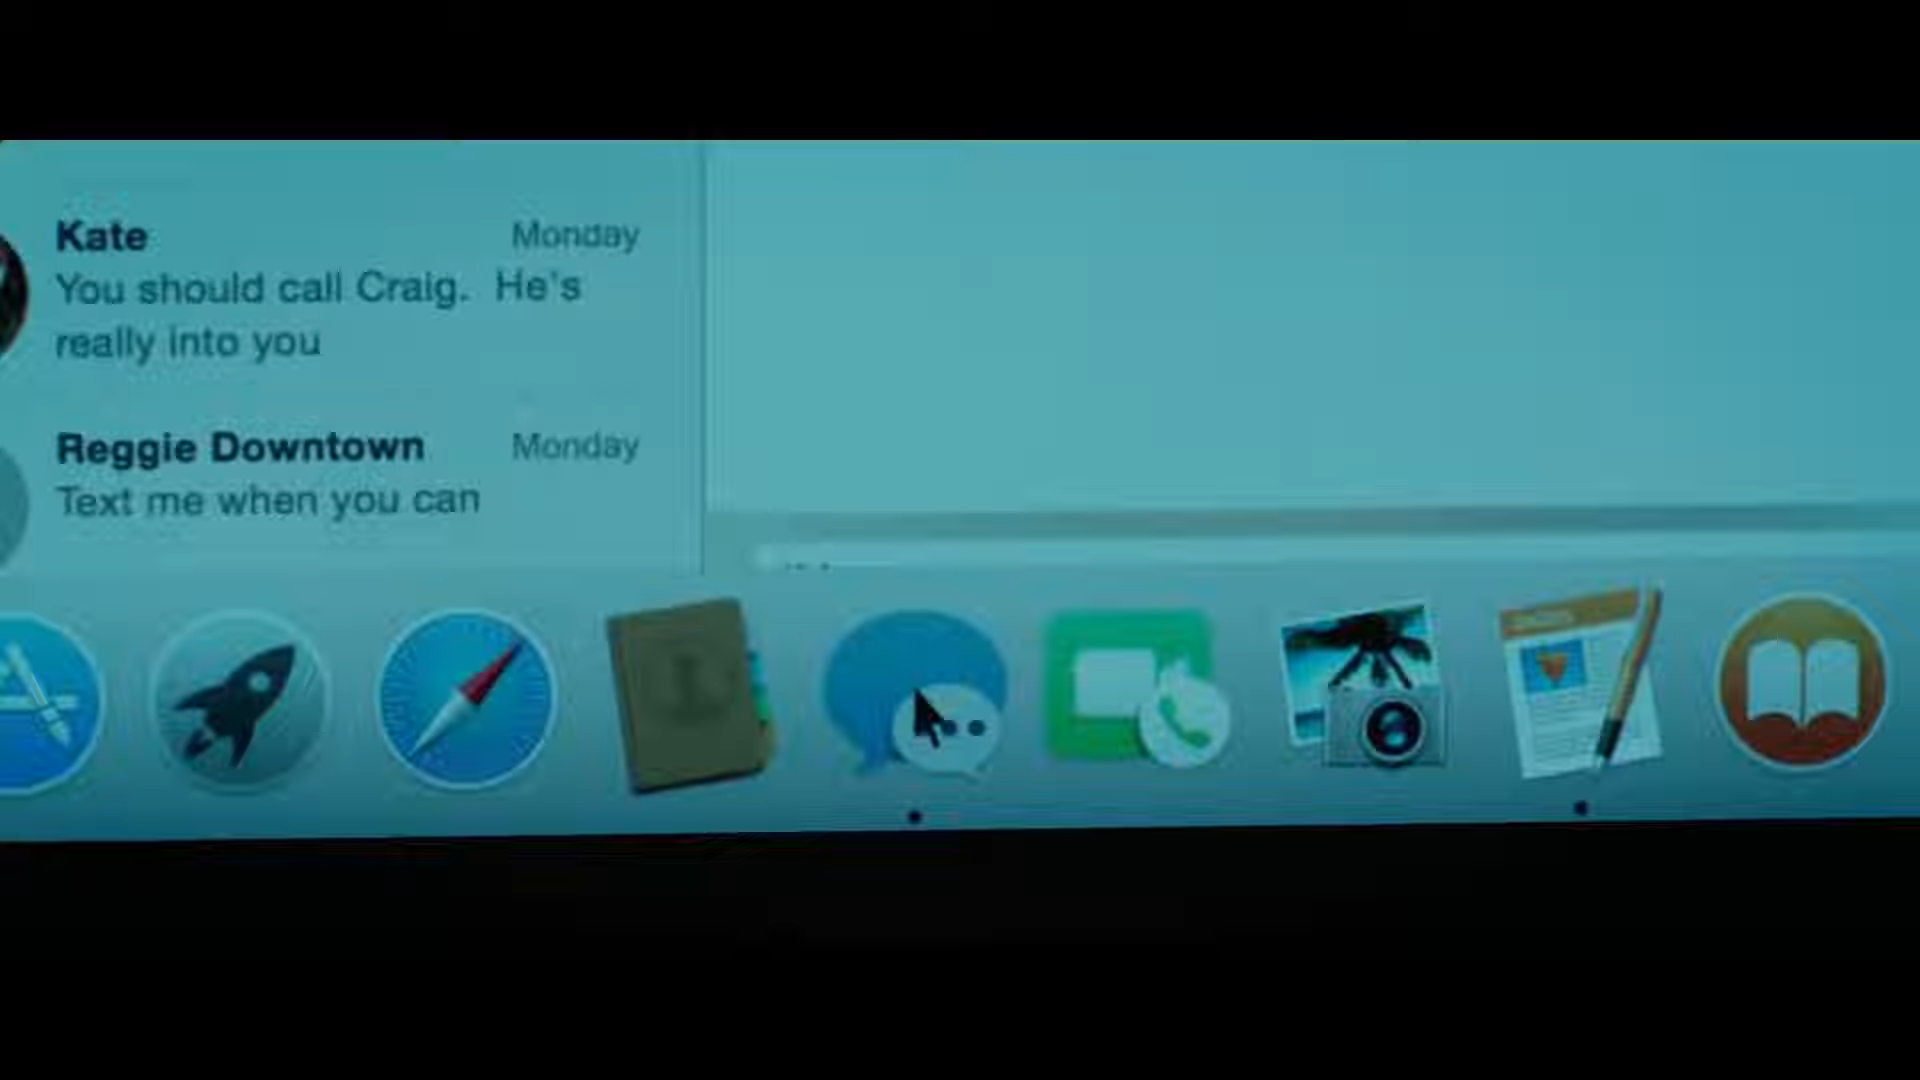 Kate Monday
You should call Craig.  He's
really into you
Reggie Downtown Monday
Text me when you can